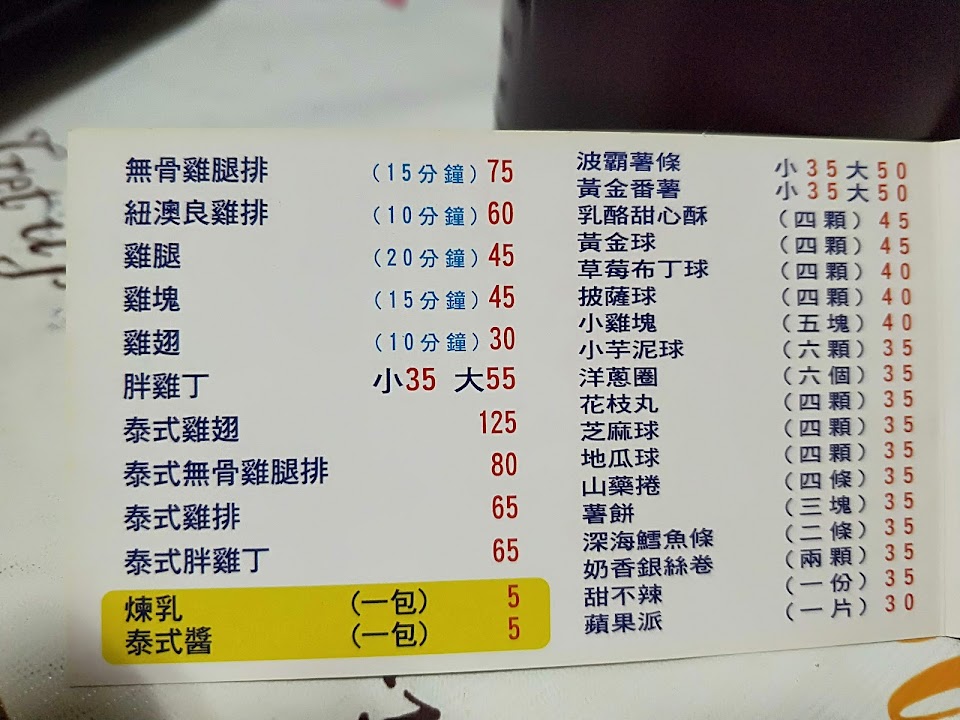 無骨雞腿排 (15分鐘) 75
紐澳良雞排 (10分鐘) 60
雞腿 (20分鐘) 45
雞塊 (15分鐘) 45
雞翅 (10分鐘) 30
胖雞丁 小35 大55
泰式雞翅 125
泰式無骨雞腿排 80
泰式雞排 65
泰式胖雞丁 65
煉乳 (一包) 5
泰式醬 (一包) 5
波霸薯條 小35大50
黃金番薯 小35大50
乳酪甜心酥 (四顆) 45
黃金球 (四顆) 45
草莓布丁球 (四顆) 40
披薩球 (四顆) 40
小雞塊 (五塊) 40
小芋泥球 (六顆) 35
洋蔥圈 (六個) 35
花枝丸 (四顆) 35
芝麻球 (四顆) 35
地瓜球 (四顆) 35
山藥捲 (四條) 35
薯餅 (三塊) 35
深海鱈魚條 (二條) 35
奶香銀絲卷 (兩顆) 35
甜不辣 (一份) 35
蘋果派 (一片) 30